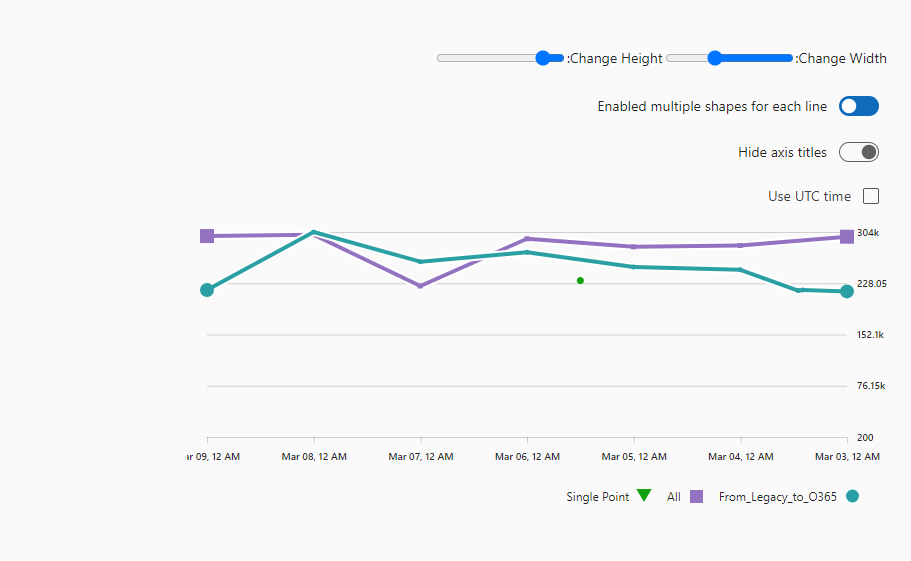 :Change Height :Change Width
Enabled multiple shapes for each line
Hide axis titles
Use UTC time
304k
228.05
152.1k
76.15k
200
ar 09, 12 AM Mar 08, 12 AM Mar 07, 12 AM Mar 06, 12 AM Mar 05, 12 AM Mar 04, 12 AM Mar 03, 12 AM
Single Point All From_Legacy_to_O365